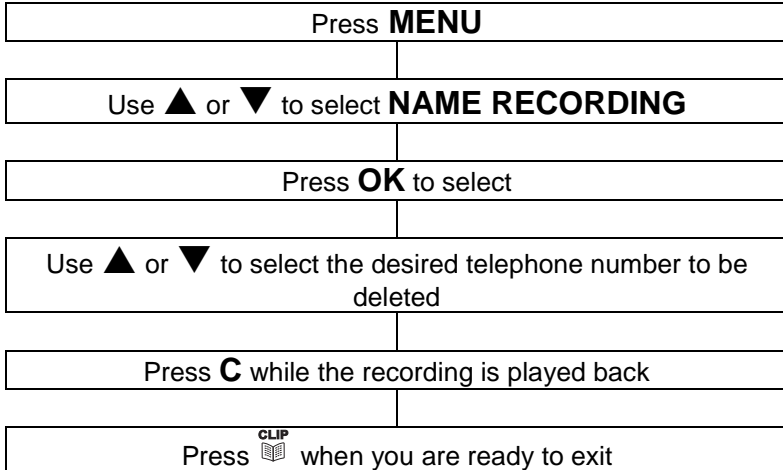 Press MENU
Use ▲ or ▼ to select NAME RECORDING
Press OK to select
Use ▲ or ▼ to select the desired telephone number to be
deleted
Press C while the recording is played back
CLIP
Press when you are ready to exit